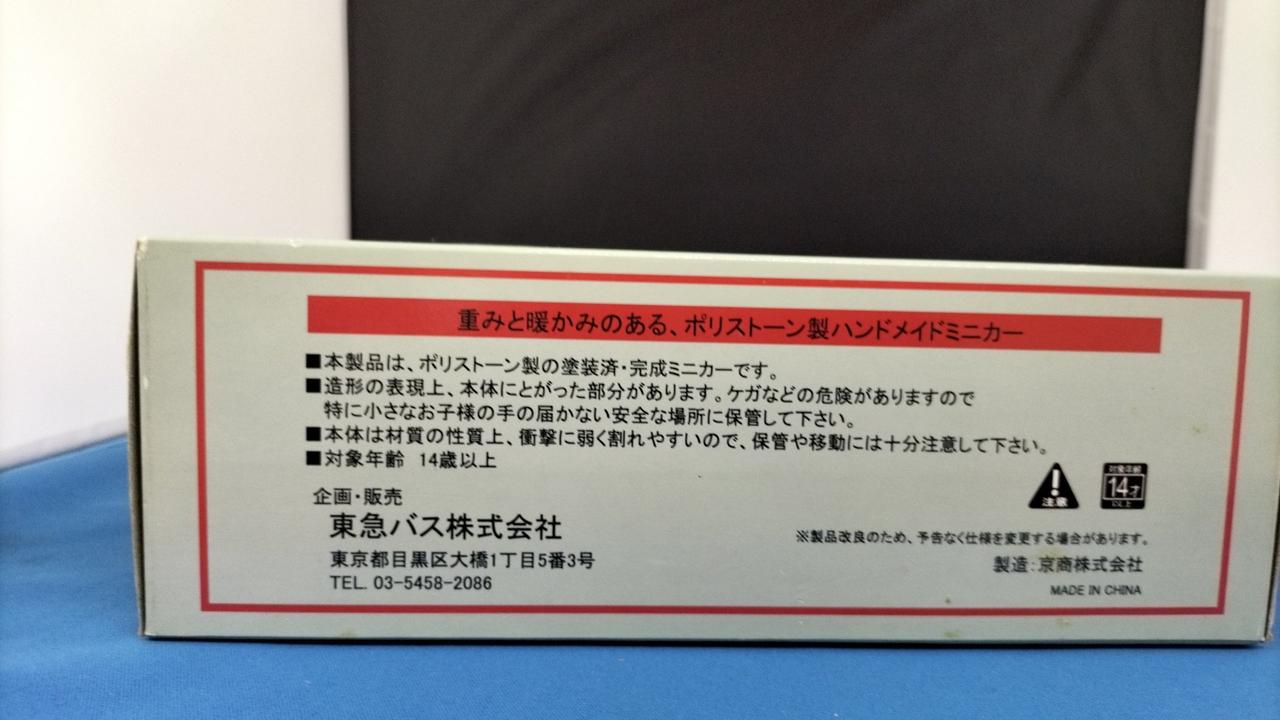 重みと暖かみのある、ポリストーン製ハンドメイドミニカー
■本製品は、ポリストーン製の塗装済・完成ミニカーです。
■造形の表現上、本体にとがった部分があります。ケガなどの危険がありますので
特に小さなお子様の手の届かない安全な場所に保管して下さい。
■本体は材質の性質上、衝撃に弱く割れやすいので、保管や移動には十分注意して下さい。
■対象年齢 14歳以上
注意
対象年齢
14才
以上
企画・販売
東急バス株式会社
東京都目黒区大橋1丁目5番3号
TEL. 03-5458-2086
※製品改良のため、予告なく仕様を変更する場合があります。
製造：京商株式会社
MADE IN CHINA